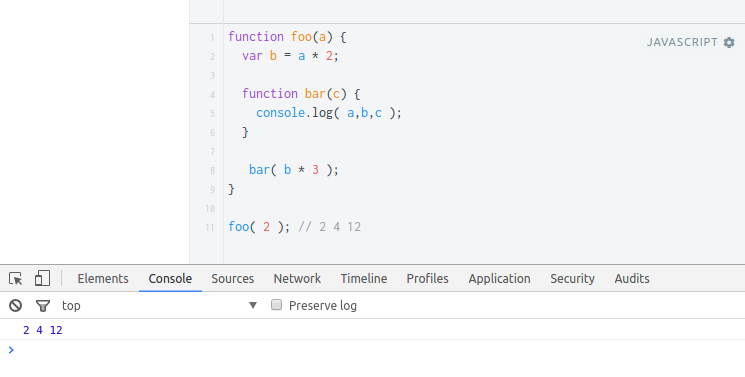 1 function foo(a) {
JAVASCRIPT
2   var b = a * 2;
3
4   function bar(c) {
5     console.log( a,b,c );
6   }
7
8    bar( b * 3 );
9 }
10
11 foo( 2 ); // 2 4 12
Elements Console Sources Network Timeline Profiles Application Security Audits
top Preserve log
2 4 12
>